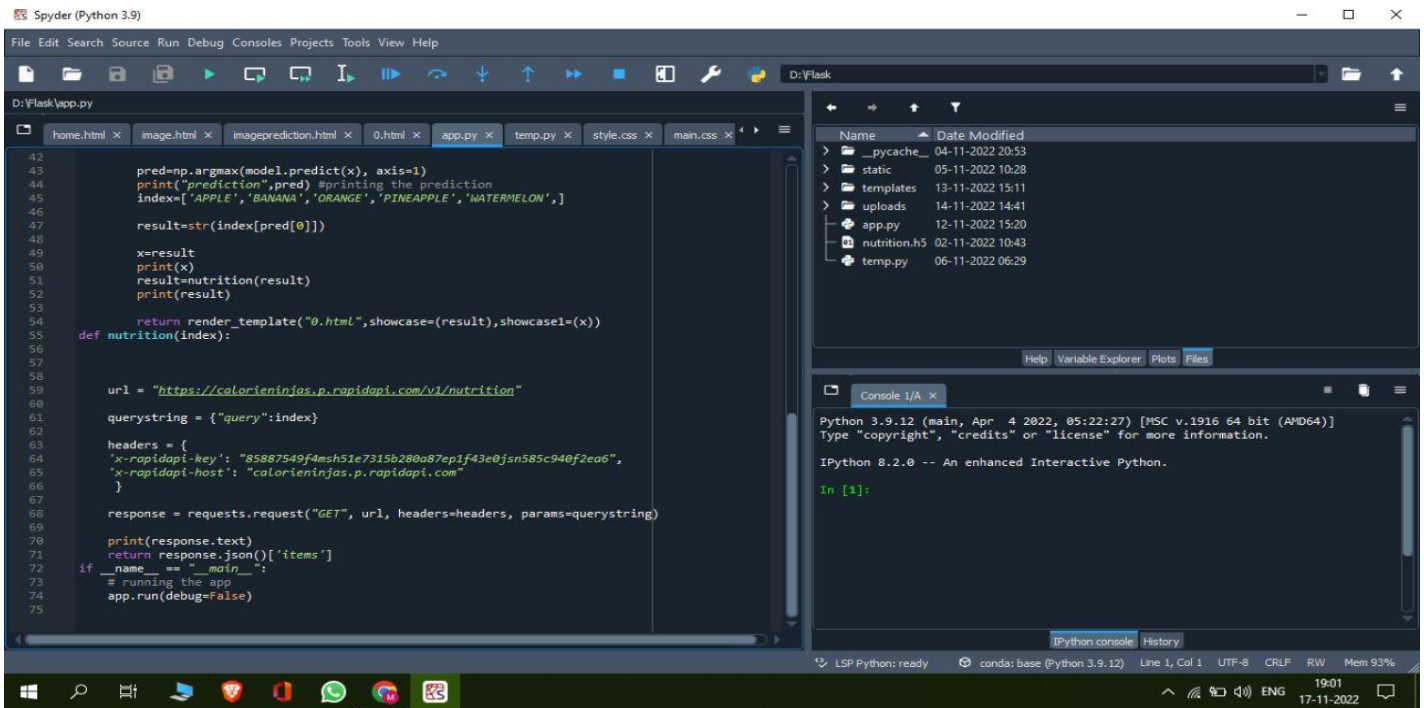 Spyder (Python 3.9)
File Edit Search Source Run Debug Consoles Projects Tools View Help
D:\Flask
D:\Flask\app.py
home.html × image.html × imageprediction.html × 0.html × app.py × temp.py × style.css × main.css ×
42
43 pred=np.argmax(model.predict(x), axis=1)
44 print("prediction",pred) #printing the prediction
45 index=['APPLE','BANANA','ORANGE','PINEAPPLE','WATERMELON',]
46
47 result=str(index[pred[0]])
48
49 x=result
50 print(x)
51 result=nutrition(result)
52 print(result)
53
54 return render_template("0.html",showcase=(result),showcase1=(x))
55 def nutrition(index):
56
57
58
59 url = "https://calorieninjas.p.rapidapi.com/v1/nutrition"
60
61 querystring = {"query":index}
62
63 headers = {
64 'x-rapidapi-key': "85887549f4msh51e7315b280a87ep1f43e0jsn585c940f2ea6",
65 'x-rapidapi-host': "calorieninjas.p.rapidapi.com"
66 }
67
68 response = requests.request("GET", url, headers=headers, params=querystring)
69
70 print(response.text)
71 return response.json()['items']
72 if __name__ == "__main__":
73 # running the app
74 app.run(debug=False)
75
Name Date Modified
__pycache__ 04-11-2022 20:53
static 05-11-2022 10:28
templates 13-11-2022 15:11
uploads 14-11-2022 14:41
app.py 12-11-2022 15:20
nutrition.h5 02-11-2022 10:43
temp.py 06-11-2022 06:29
Help Variable Explorer Plots Files
Console 1/A ×
Python 3.9.12 (main, Apr 4 2022, 05:22:27) [MSC v.1916 64 bit (AMD64)]
Type "copyright", "credits" or "license" for more information.
IPython 8.2.0 -- An enhanced Interactive Python.
In [1]:
IPython console History
LSP Python: ready conda: base (Python 3.9.12) Line 1, Col 1 UTF-8 CRLF RW Mem 93%
ENG
19:01
17-11-2022